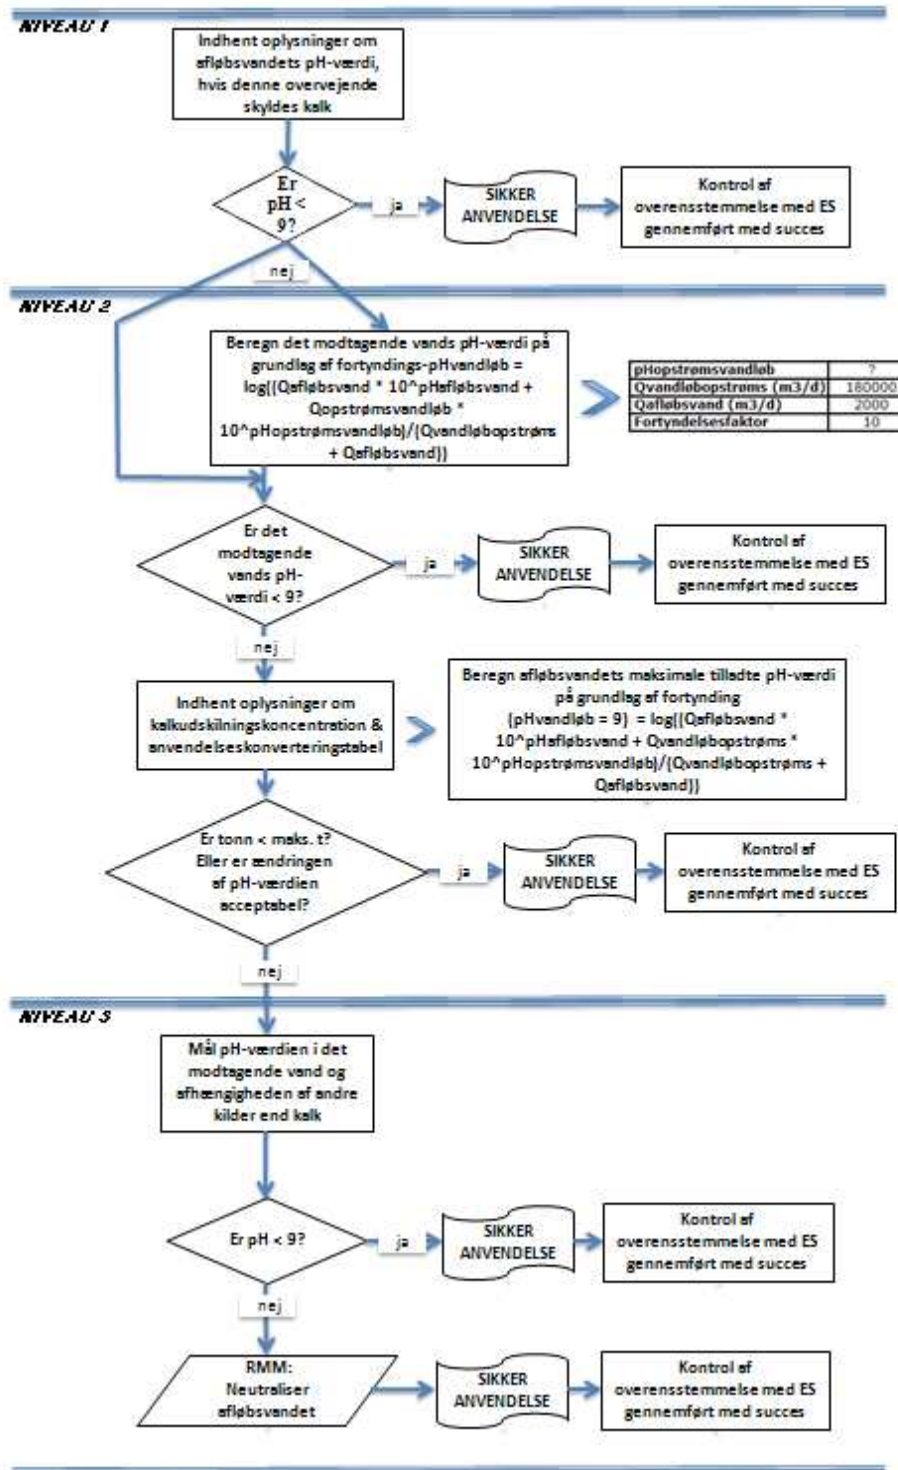 NIVEAU 1
Indhent oplysninger om
afløbsvandets pH-værdi,
hvis denne overvejende
skyldes kalk
Er
pH <
9?
ja
SIKKER
ANVENDELSE
Kontrol af
overensstemmelse med ES
gennemført med succes
nej
NIVEAU 2
Beregn det modtagende vands pH-værdi på
grundlag af fortyndings-pHvandløb =
log((Qafløbsvand * 10^pHafløbsvand +
Qopstrømsvandløb *
10^pHopstrømsvandløb)/(Qvandløbopstrøms
+ Qafløbsvand))
pHopstrømsvandløb ?
Qvandløbopstrøms (m3/d) 180000
Qafløbsvand (m3/d) 2000
Fortyndelsesfaktor 10
Er det
modtagende
vands pH-
værdi < 9?
ja
SIKKER
ANVENDELSE
Kontrol af
overensstemmelse med ES
gennemført med succes
nej
Indhent oplysninger om
kalkudskilningskoncentration &
anvendelseskonverteringstabel
Beregn afløbsvandets maksimale tilladte pH-værdi
på grundlag af fortynding
(pHvandløb = 9) = log((Qafløbsvand *
10^pHafløbsvand + Qvandløbopstrøms *
10^pHopstrømsvandløb)/(Qvandløbopstrøms +
Qafløbsvand))
Er tonn < maks. t?
Eller er ændringen
af pH-værdien
acceptabel?
ja
SIKKER
ANVENDELSE
Kontrol af
overensstemmelse med ES
gennemført med succes
nej
NIVEAU 3
Mål pH-værdien i det
modtagende vand og
afhængigheden af andre
kilder end kalk
Er pH < 9?
ja
SIKKER
ANVENDELSE
Kontrol af
overensstemmelse med ES
gennemført med succes
nej
RMM:
Neutraliser
afløbsvandet
SIKKER
ANVENDELSE
Kontrol af
overensstemmelse med ES
gennemført med succes